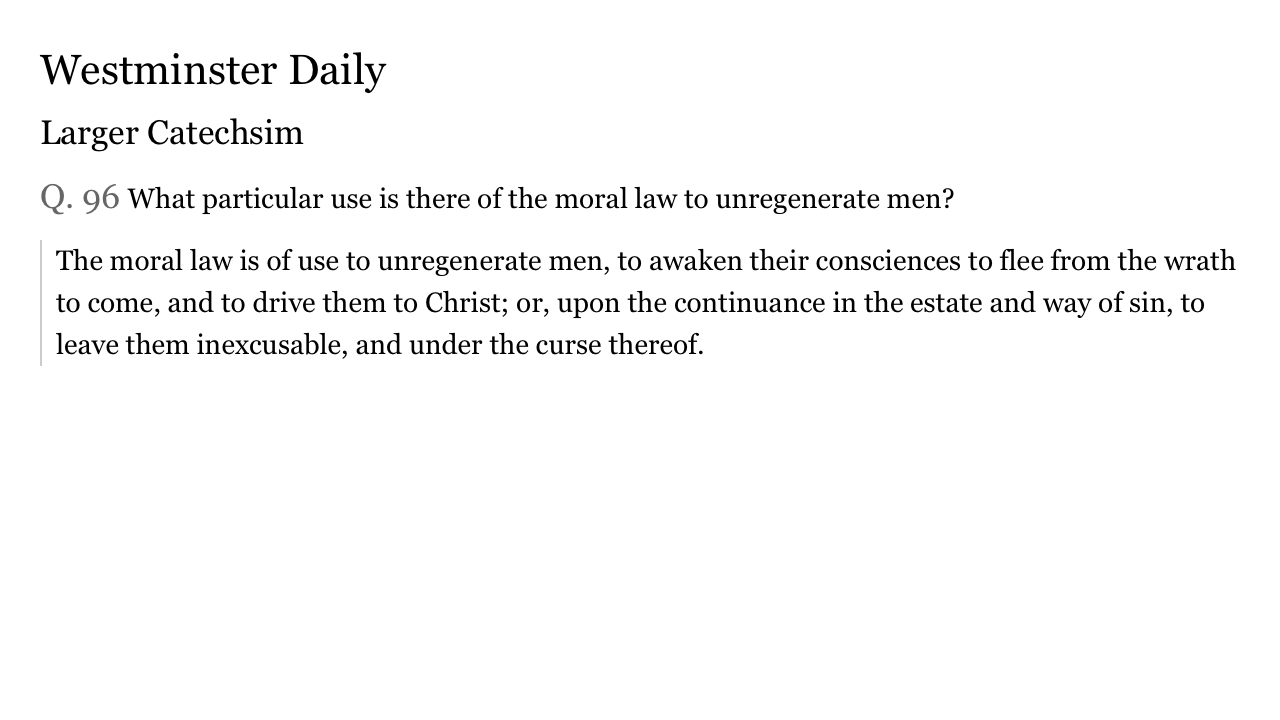 Westminster Daily
Larger Catechsim
Q. 96 What particular use is there of the moral law to unregenerate men?
The moral law is of use to unregenerate men, to awaken their consciences to flee from the wrath
to come, and to drive them to Christ; or, upon the continuance in the estate and way of sin, to
leave them inexcusable, and under the curse thereof.